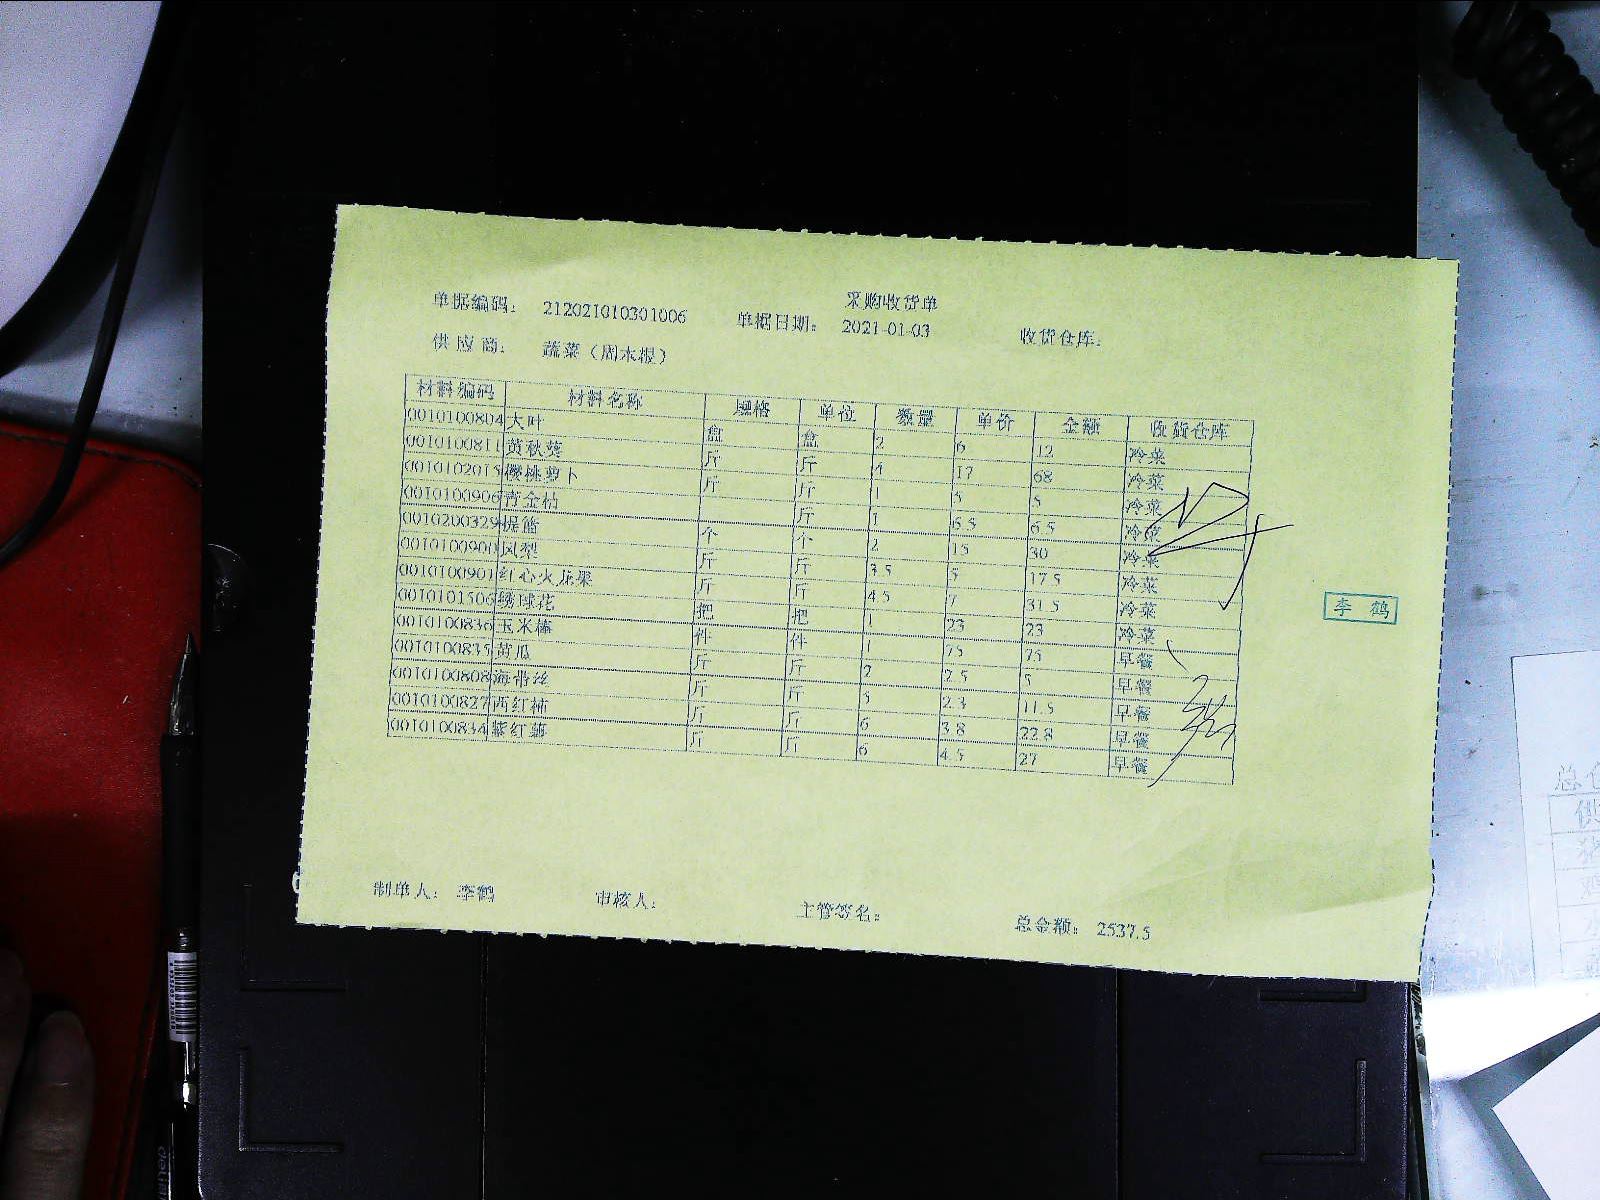 采购收货单
单据编码： 212021010301006 单据日期： 2021-01-03 收货仓库：
供应商： 蔬菜（周木根）
材料编码 材料名称 规格 单位 数量 单价 金额 收货仓库
0010100804 大叶 盘 盘 2 6 12 冷菜
0010100811 黄秋葵 斤 斤 4 17 68 冷菜
0010102015 樱桃萝卜 斤 斤 1 5 5 冷菜
0010100906 青金桔 斤 1 6.5 6.5 冷菜
0010200329 提篮 个 个 2 15 30 冷菜
0010100900 凤梨 斤 斤 3.5 5 17.5 冷菜
0010100901 红心火龙果 斤 斤 4.5 7 31.5 冷菜
0010101506 绣球花 把 把 1 23 23 冷菜
0010100836 玉米棒 件 件 1 75 75 早餐
0010100835 黄瓜 斤 斤 2 2.5 5 早餐
0010100808 海带丝 斤 斤 5 2.3 11.5 早餐
0010100827 西红柿 斤 斤 6 3.8 22.8 早餐
0010100834 紫红薯 斤 斤 6 4.5 27 早餐
李 鹤
制单人： 李鹤 审核人： 主管签名： 总金额： 2537.5
总
供